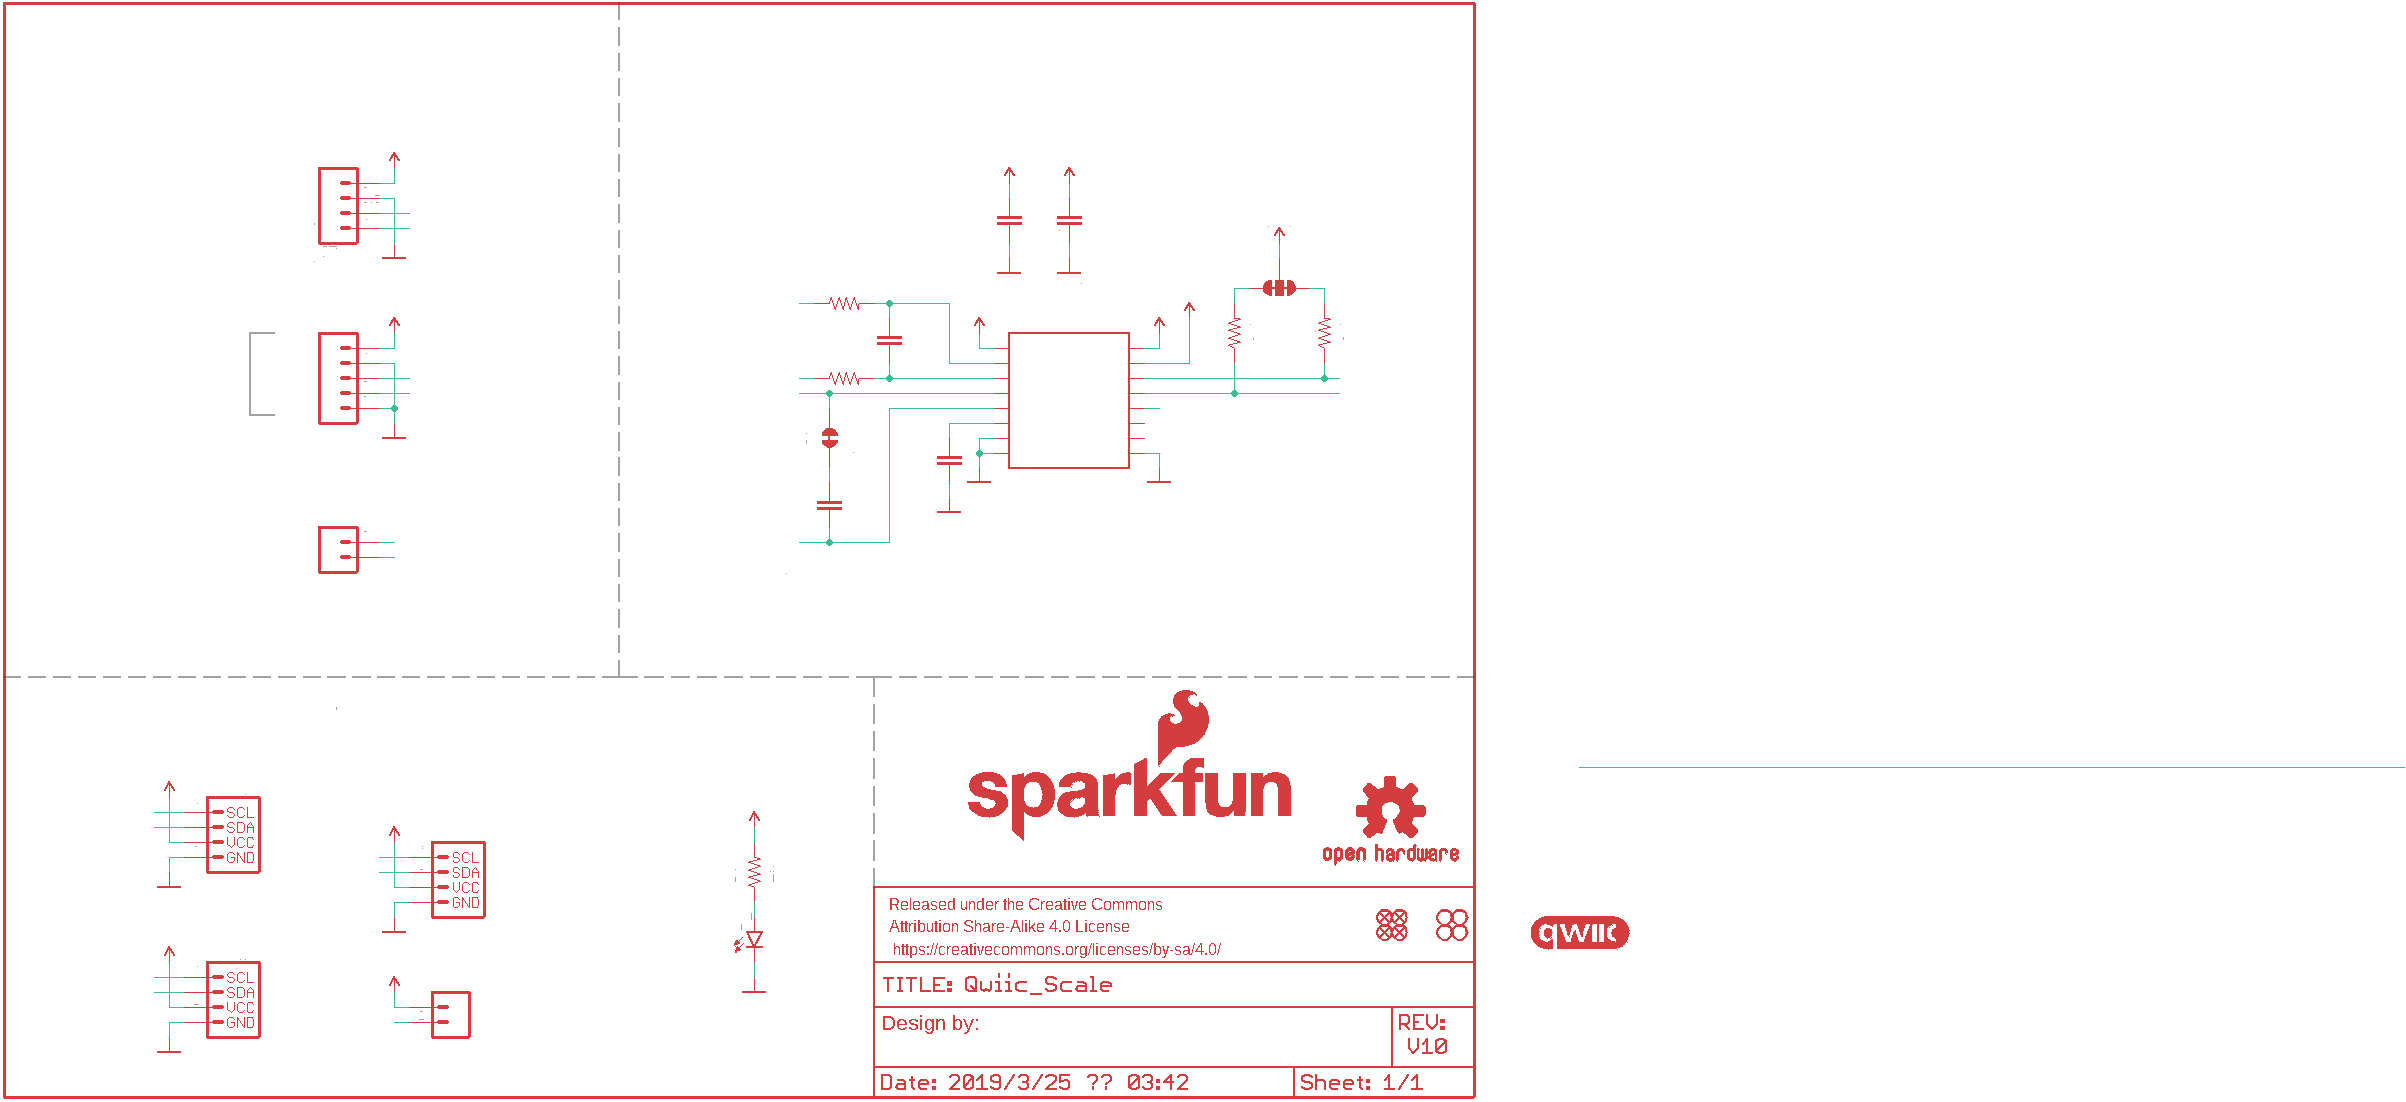 SCL
SDA
VCC
GND
SCL
SDA
VCC
GND
SCL
SDA
VCC
GND
sparkfun
open hardware
Released under the Creative Commons
Attribution Share-Alike 4.0 License
https://creativecommons.org/licenses/by-sa/4.0/
TITLE: Qwiic_Scale
Design by:
REV:
V10
Date: 2019/3/25 ?? 03:42
Sheet: 1/1
qwiic